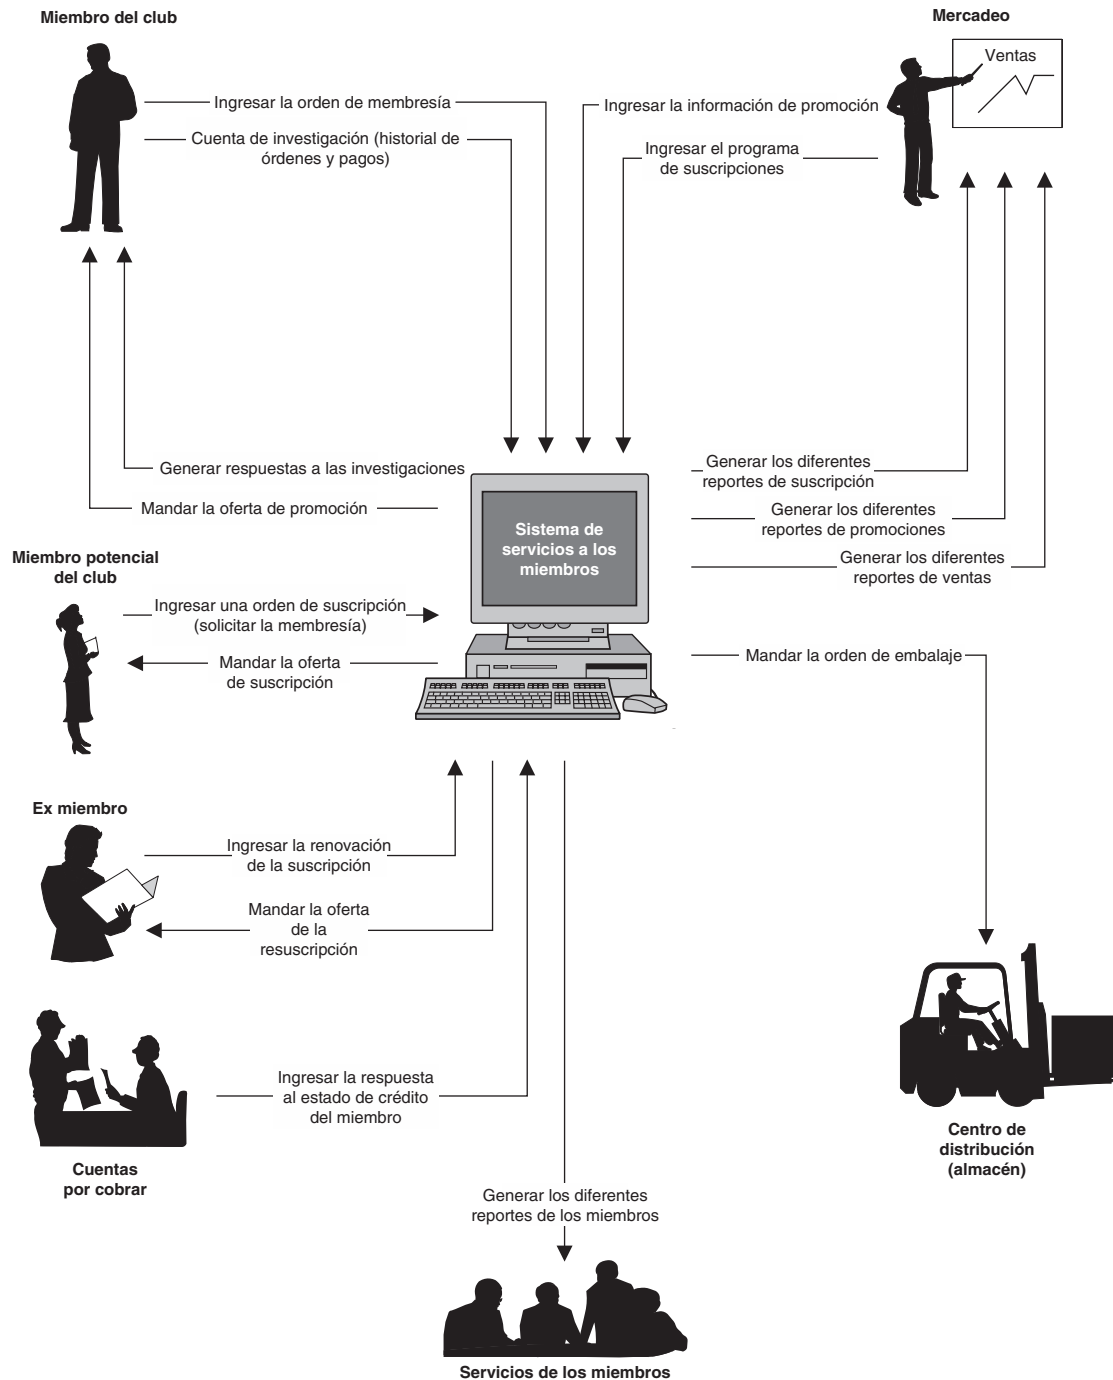 Miembro del club
Mercadeo
Ventas
Ingresar la orden de membresía
Cuenta de investigación (historial de
órdenes y pagos)
Ingresar la información de promoción
Ingresar el programa
de suscripciones
Generar respuestas a las investigaciones
Mandar la oferta de promoción
Generar los diferentes
reportes de suscripción
Generar los diferentes
reportes de promociones
Generar los diferentes
reportes de ventas
Sistema de
servicios a los
miembros
Miembro potencial
del club
Ingresar una orden de suscripción
(solicitar la membresía)
Mandar la oferta
de suscripción
Mandar la orden de embalaje
Ex miembro
Ingresar la renovación
de la suscripción
Mandar la oferta
de la
resuscripción
Ingresar la respuesta
al estado de crédito
del miembro
Cuentas
por cobrar
Centro de
distribución
(almacén)
Generar los diferentes
reportes de los miembros
Servicios de los miembros